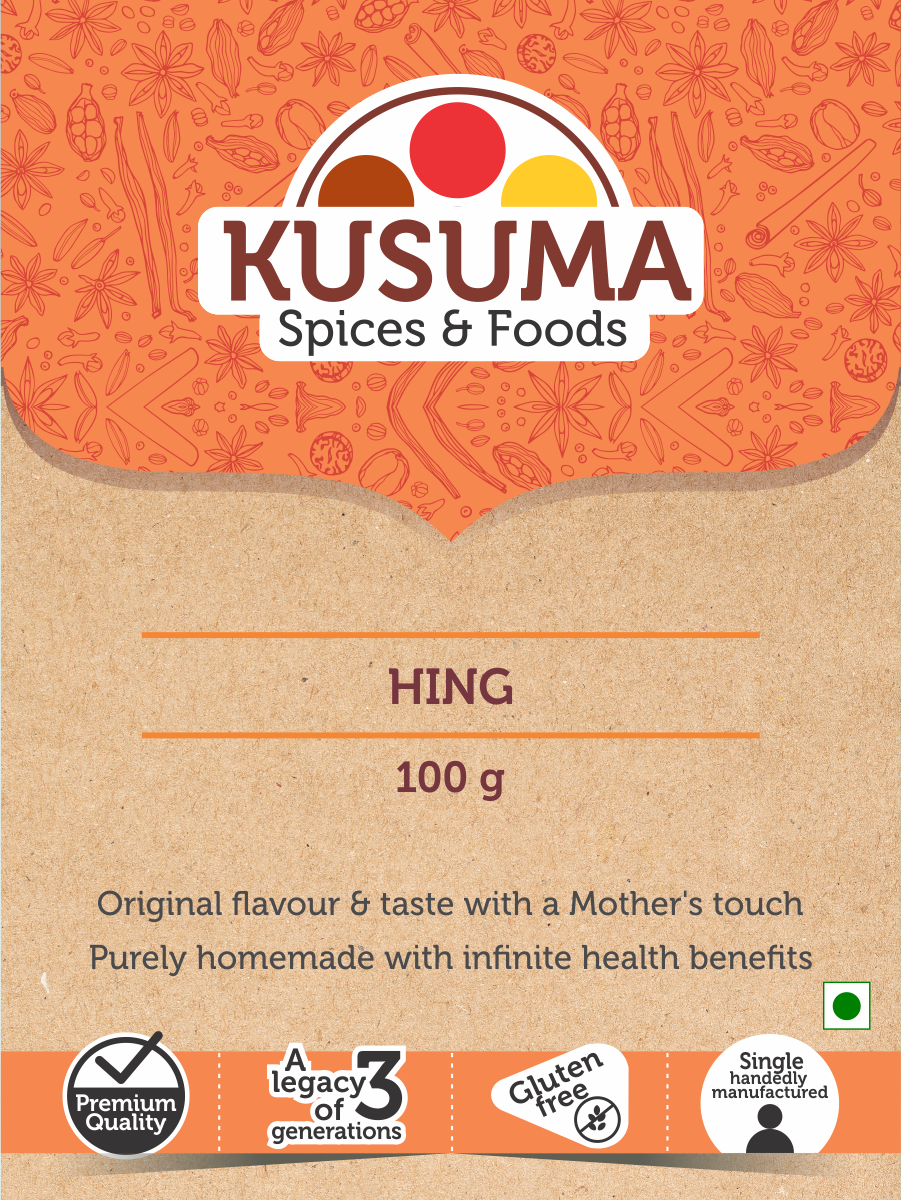 KUSUMA
Spices & Foods
HING
100 g
Original flavour & taste with a Mother's touch
Purely homemade with infinite health benefits
Premium
Quality
A
legacy
of 3
generations
Gluten
free
Single
handedly
manufactured